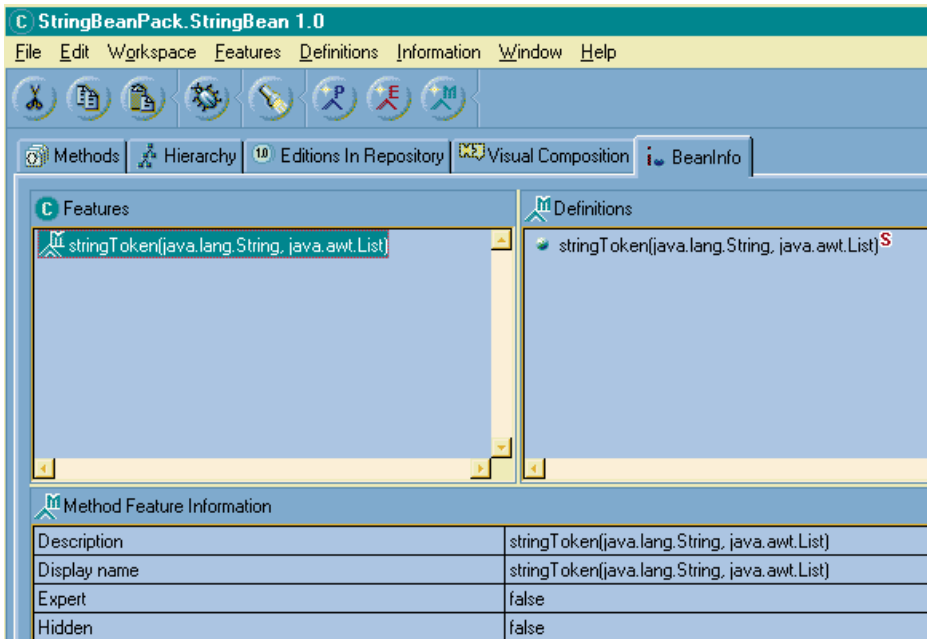 C StringBeanPack.StringBean 1.0
File Edit Workspace Features Definitions Information Window Help
P E M
Methods Hierarchy 1.0 Editions In Repository Visual Composition i BeanInfo
C Features
M Definitions
M stringToken(java.lang.String, java.awt.List)
stringToken(java.lang.String, java.awt.List) S
M Method Feature Information
Description stringToken(java.lang.String, java.awt.List)
Display name stringToken(java.lang.String, java.awt.List)
Expert false
Hidden false